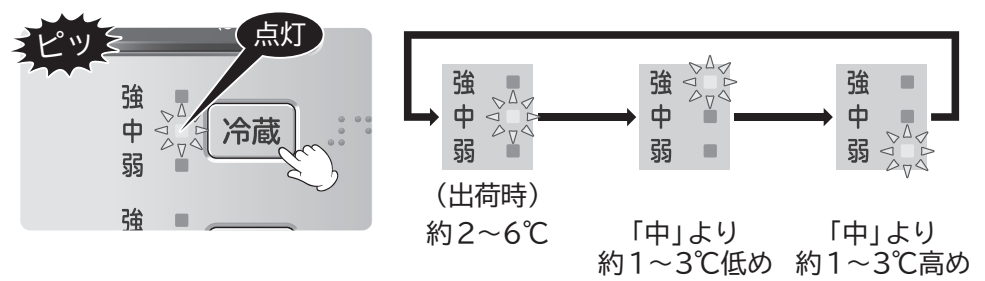 ピッ
点灯
強
中
弱
冷蔵
強
強
中
弱
(出荷時)
約2～6℃
強
中
弱
「中」より
約1～3℃低め
強
中
弱
「中」より
約1～3℃高め